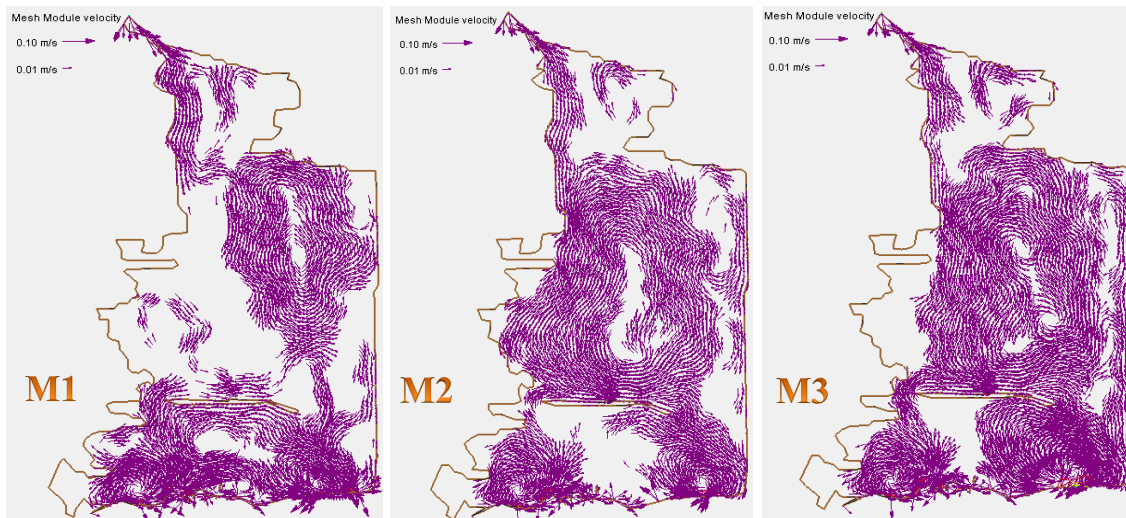 Mesh Module velocity
0.10 m/s
0.01 m/s
M1
Mesh Module velocity
0.10 m/s
0.01 m/s
M2
Mesh Module velocity
0.10 m/s
0.01 m/s
M3